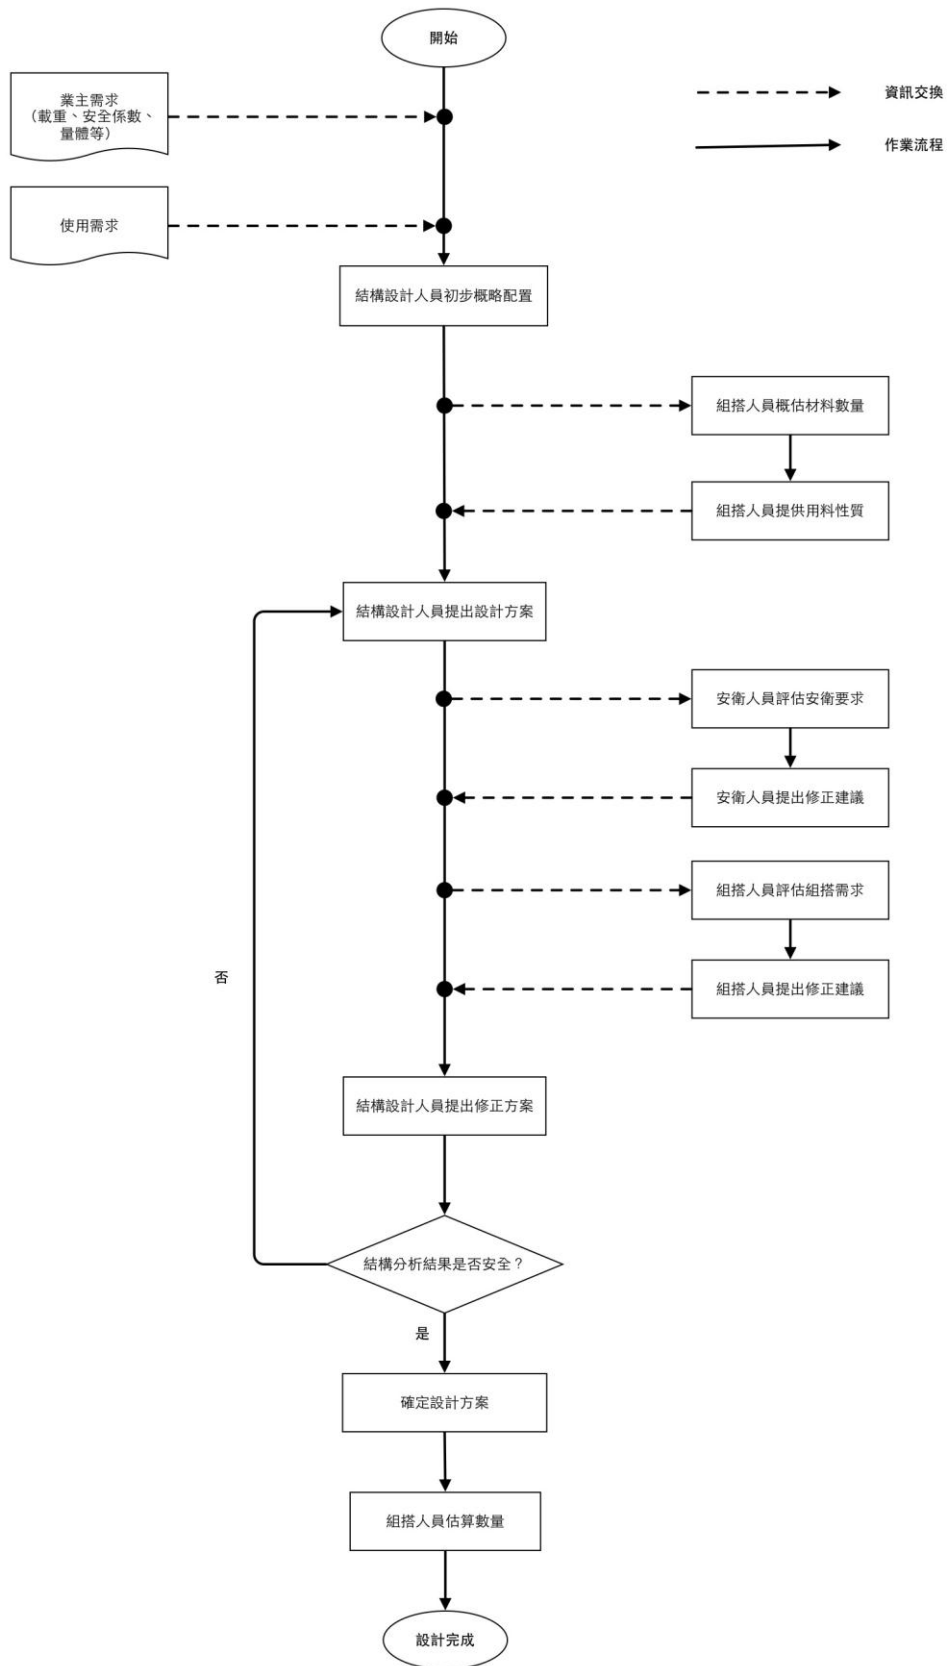 開始
業主需求
（載重、安全係數、
量體等）
資訊交換
作業流程
使用需求
結構設計人員初步概略配置
組搭人員概估材料數量
組搭人員提供用料性質
結構設計人員提出設計方案
安衛人員評估安衛要求
安衛人員提出修正建議
組搭人員評估組搭需求
否
組搭人員提出修正建議
結構設計人員提出修正方案
結構分析結果是否安全？
是
確定設計方案
組搭人員估算數量
設計完成